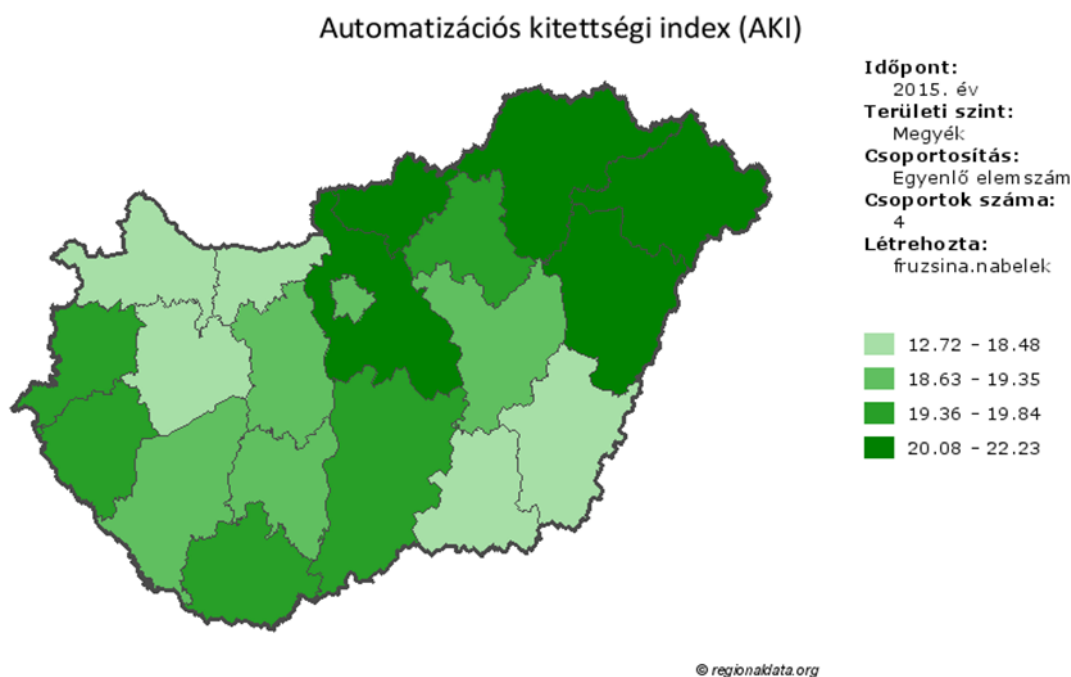 Automatizációs kitettségi index (AKI)
Időpont:
2015. év
Területi szint:
Megyék
Csoportosítás:
Egyenlő elemszám
Csoportok száma:
4
Létrehozta:
fruzsina.nabelek
12.72 - 18.48
18.63 - 19.35
19.36 - 19.84
20.08 - 22.23
© regionaldata.org